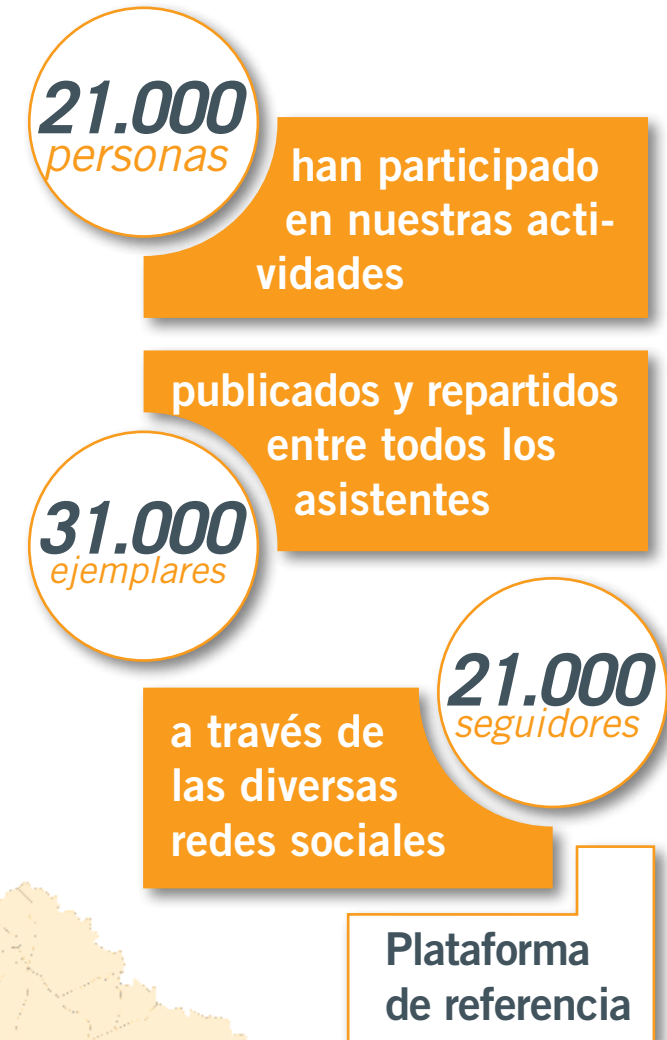 21.000
personas
han participado
en nuestras acti-
vidades
publicados y repartidos
entre todos los
asistentes
31.000
ejemplares
21.000
seguidores
a través de
las diversas
redes sociales
Plataforma
de referencia